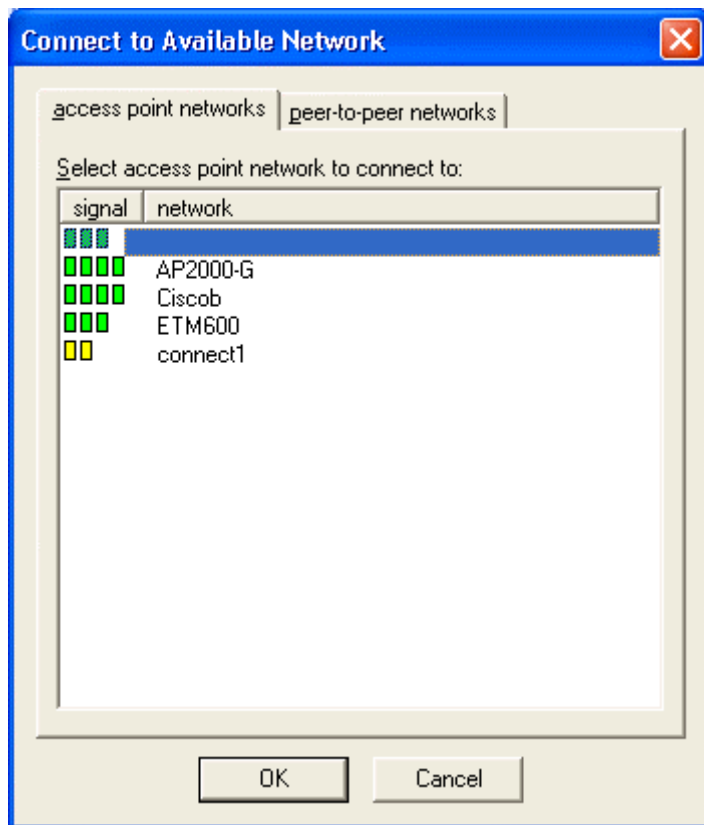 Connect to Available Network
access point networks peer-to-peer networks
Select access point network to connect to:
signal network
AP2000-G
Ciscob
ETM600
connect1
OK Cancel